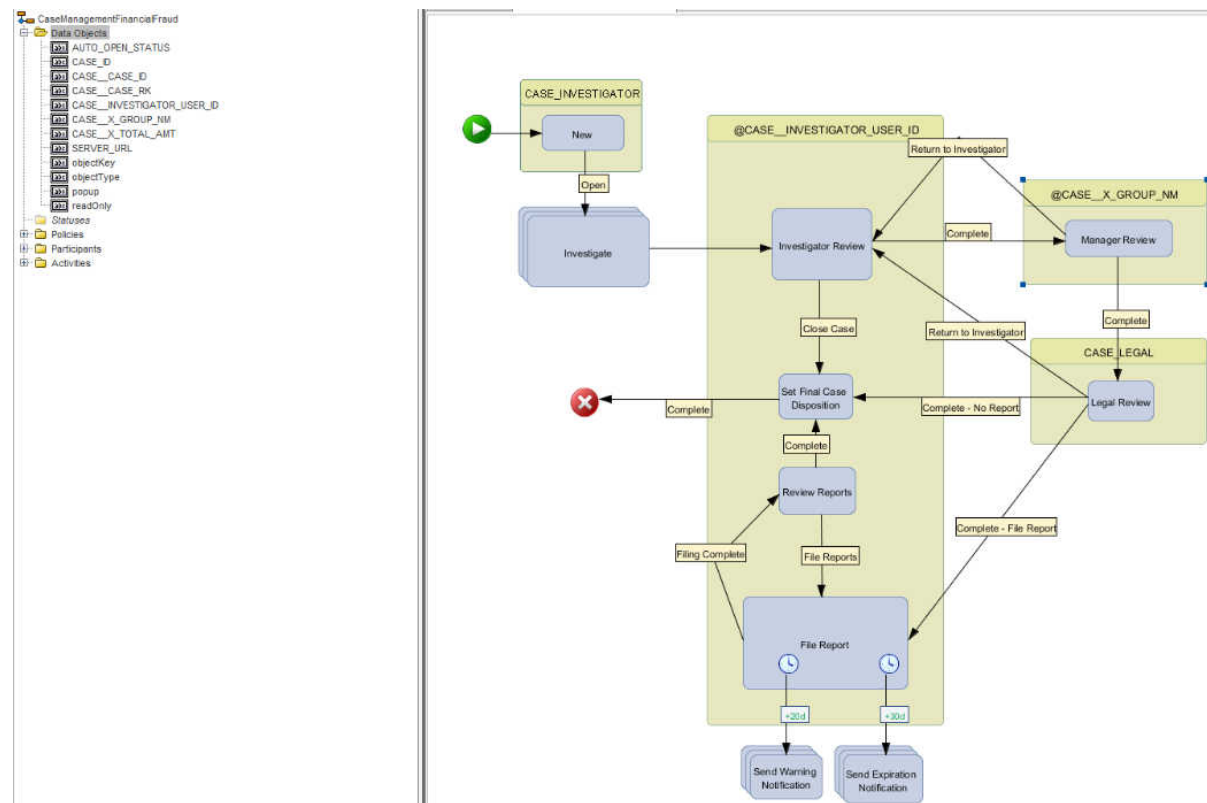 CaseManagementFinancialFraud
Data Objects
AUTO_OPEN_STATUS
CASE_ID
CASE__CASE_ID
CASE__CASE_RK
CASE__INVESTIGATOR_USER_ID
CASE__X_GROUP_NM
CASE__X_TOTAL_AMT
SERVER_URL
objectKey
objectType
popup
readOnly
Statuses
Policies
Participants
Activities
CASE_INVESTIGATOR
New
Open
Investigate
@CASE__INVESTIGATOR_USER_ID
Return to Investigator
Investigator Review
Complete
@CASE__X_GROUP_NM
Manager Review
Close Case
Return to Investigator
Complete
CASE_LEGAL
Legal Review
Set Final Case
Disposition
Complete
Complete - No Report
Complete
Review Reports
Complete - File Report
Filing Complete
File Reports
File Report
+20d
+30d
Send Warning
Notification
Send Expiration
Notification